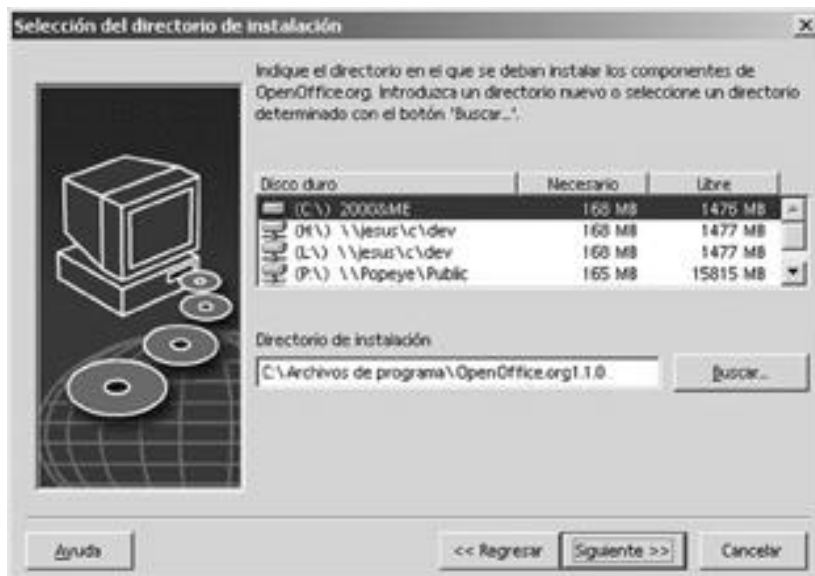 Selección del directorio de instalación
Indique el directorio en el que se deban instalar los componentes de
OpenOffice.org. Introduzca un directorio nuevo o seleccione un directorio
determinado con el botón "Buscar...".
Disco duro Necesario Libre
(C:\) 2000&ME 168 MB 1476 MB
(H:\) \\jesus\c\dev 168 MB 1477 MB
(L:\) \\jesus\c\dev 168 MB 1477 MB
(P:\) \\Popeye\Public 165 MB 15815 MB
Directorio de instalación
C:\Archivos de programa\OpenOffice.org1.1.0
Buscar...
Ayuda << Regresar Siguiente >> Cancelar